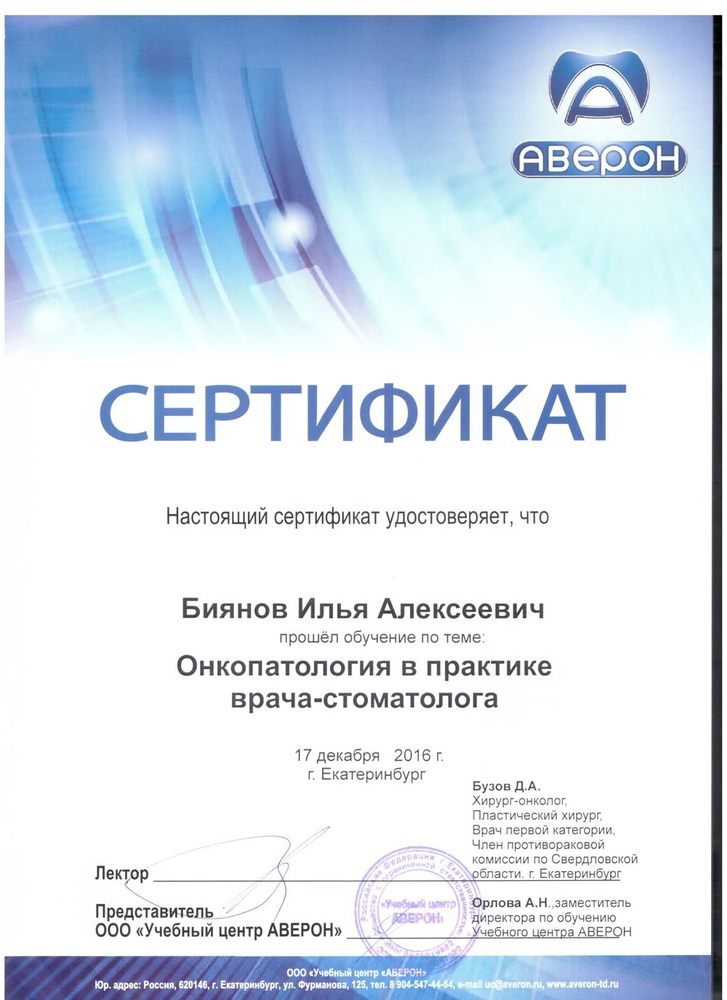 АВЕРОН
СЕРТИФИКАТ
Настоящий сертификат удостоверяет, что
Биянов Илья Алексеевич
прошёл обучение по теме:
Онкопатология в практике
врача-стоматолога
17 декабря 2016 г.
г. Екатеринбург
Бузов Д.А.
Хирург-онколог,
Пластический хирург,
Врач первой категории,
Член противораковой
комиссии по Свердловской
области. г. Екатеринбург
Лектор
Орлова А.Н.,заместитель
директора по обучению
Учебного центра АВЕРОН
Представитель
ООО «Учебный центр АВЕРОН»
Российская Федерация г. Екатеринбург
«Учебный центр
АВЕРОН»
ООО «Учебный центр «АВЕРОН»
Юр. адрес: Россия, 620146, г. Екатеринбург, ул. Фурманова, 125, тел. 8 904-547-44-64, e-mail uc@averon.ru, www.averon-td.ru